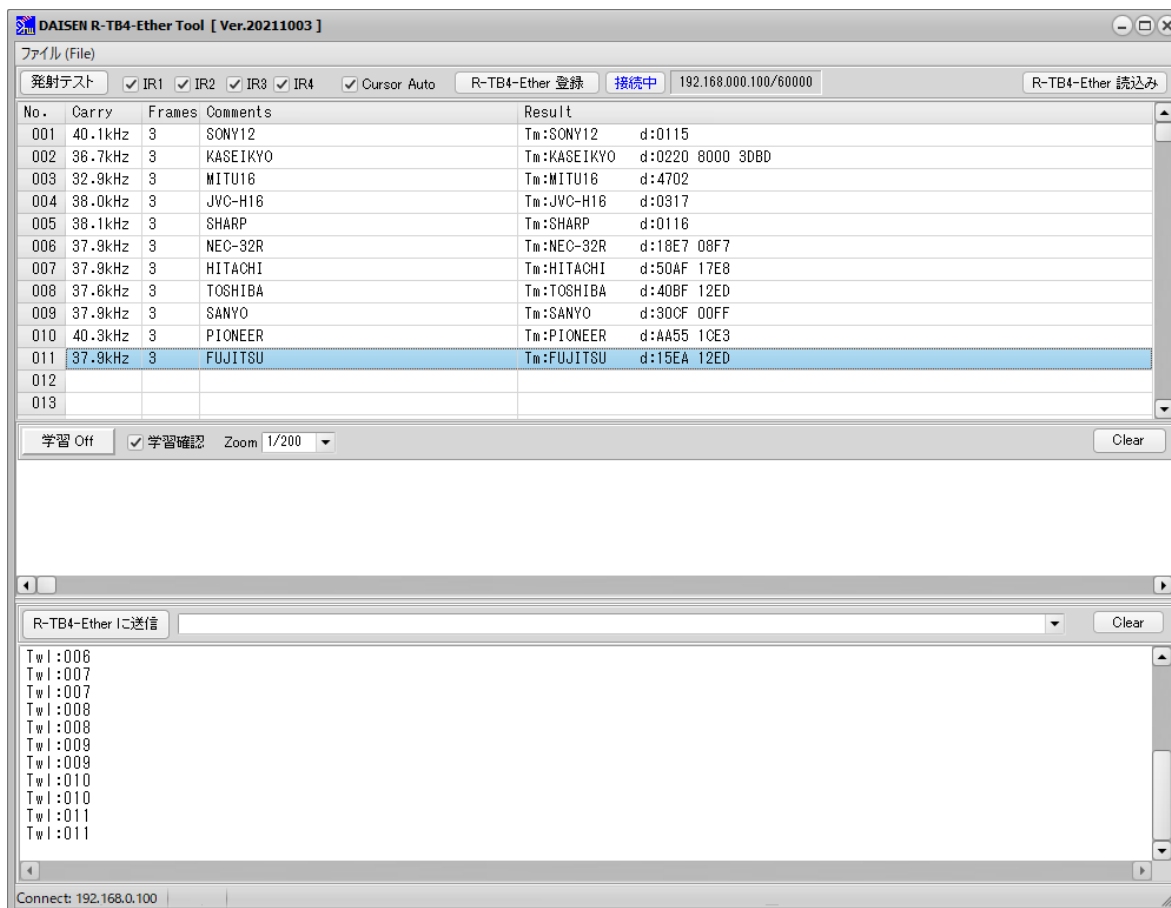 DAISEN R-TB4-Ether Tool [ Ver.20211003 ]
ファイル (File)
発射テスト IR1 IR2 IR3 IR4 Cursor Auto R-TB4-Ether 登録 接続中 192.168.000.100/60000 R-TB4-Ether 読込み
No. Carry Frames Comments Result
001 40.1kHz 3 SONY12 Tm:SONY12 d:0115
002 36.7kHz 3 KASEIKYO Tm:KASEIKYO d:0220 8000 3DBD
003 32.9kHz 3 MITU16 Tm:MITU16 d:4702
004 38.0kHz 3 JVC-H16 Tm:JVC-H16 d:0317
005 38.1kHz 3 SHARP Tm:SHARP d:0116
006 37.9kHz 3 NEC-32R Tm:NEC-32R d:18E7 08F7
007 37.9kHz 3 HITACHI Tm:HITACHI d:50AF 17E8
008 37.6kHz 3 TOSHIBA Tm:TOSHIBA d:40BF 12ED
009 37.9kHz 3 SANYO Tm:SANYO d:30CF 00FF
010 40.3kHz 3 PIONEER Tm:PIONEER d:AA55 1CE3
011 37.9kHz 3 FUJITSU Tm:FUJITSU d:15EA 12ED
012
013
学習 Off 学習確認 Zoom 1/200 Clear
R-TB4-Ether に送信 Clear
Twl:006
Twl:007
Twl:007
Twl:008
Twl:008
Twl:009
Twl:009
Twl:010
Twl:010
Twl:011
Twl:011
Connect: 192.168.0.100